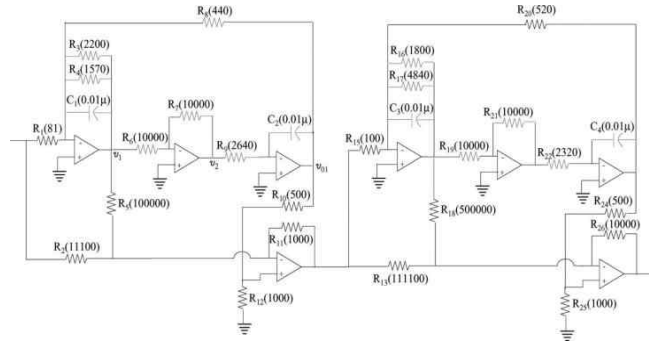 R8(440)
R20(520)
R3(2200)
R4(1570)
C1(0.01μ)
R7(10000)
C2(0.01μ)
R1(81)
R6(10000)
v1
v2
R9(2640)
v01
R10(500)
R5(100000)
R11(1000)
R2(11100)
R12(1000)
R16(1800)
R17(4840)
C3(0.01μ)
R21(10000)
C4(0.01μ)
R15(100)
R19(10000)
R22(2320)
R24(500)
R18(500000)
R26(10000)
R13(111100)
R25(1000)